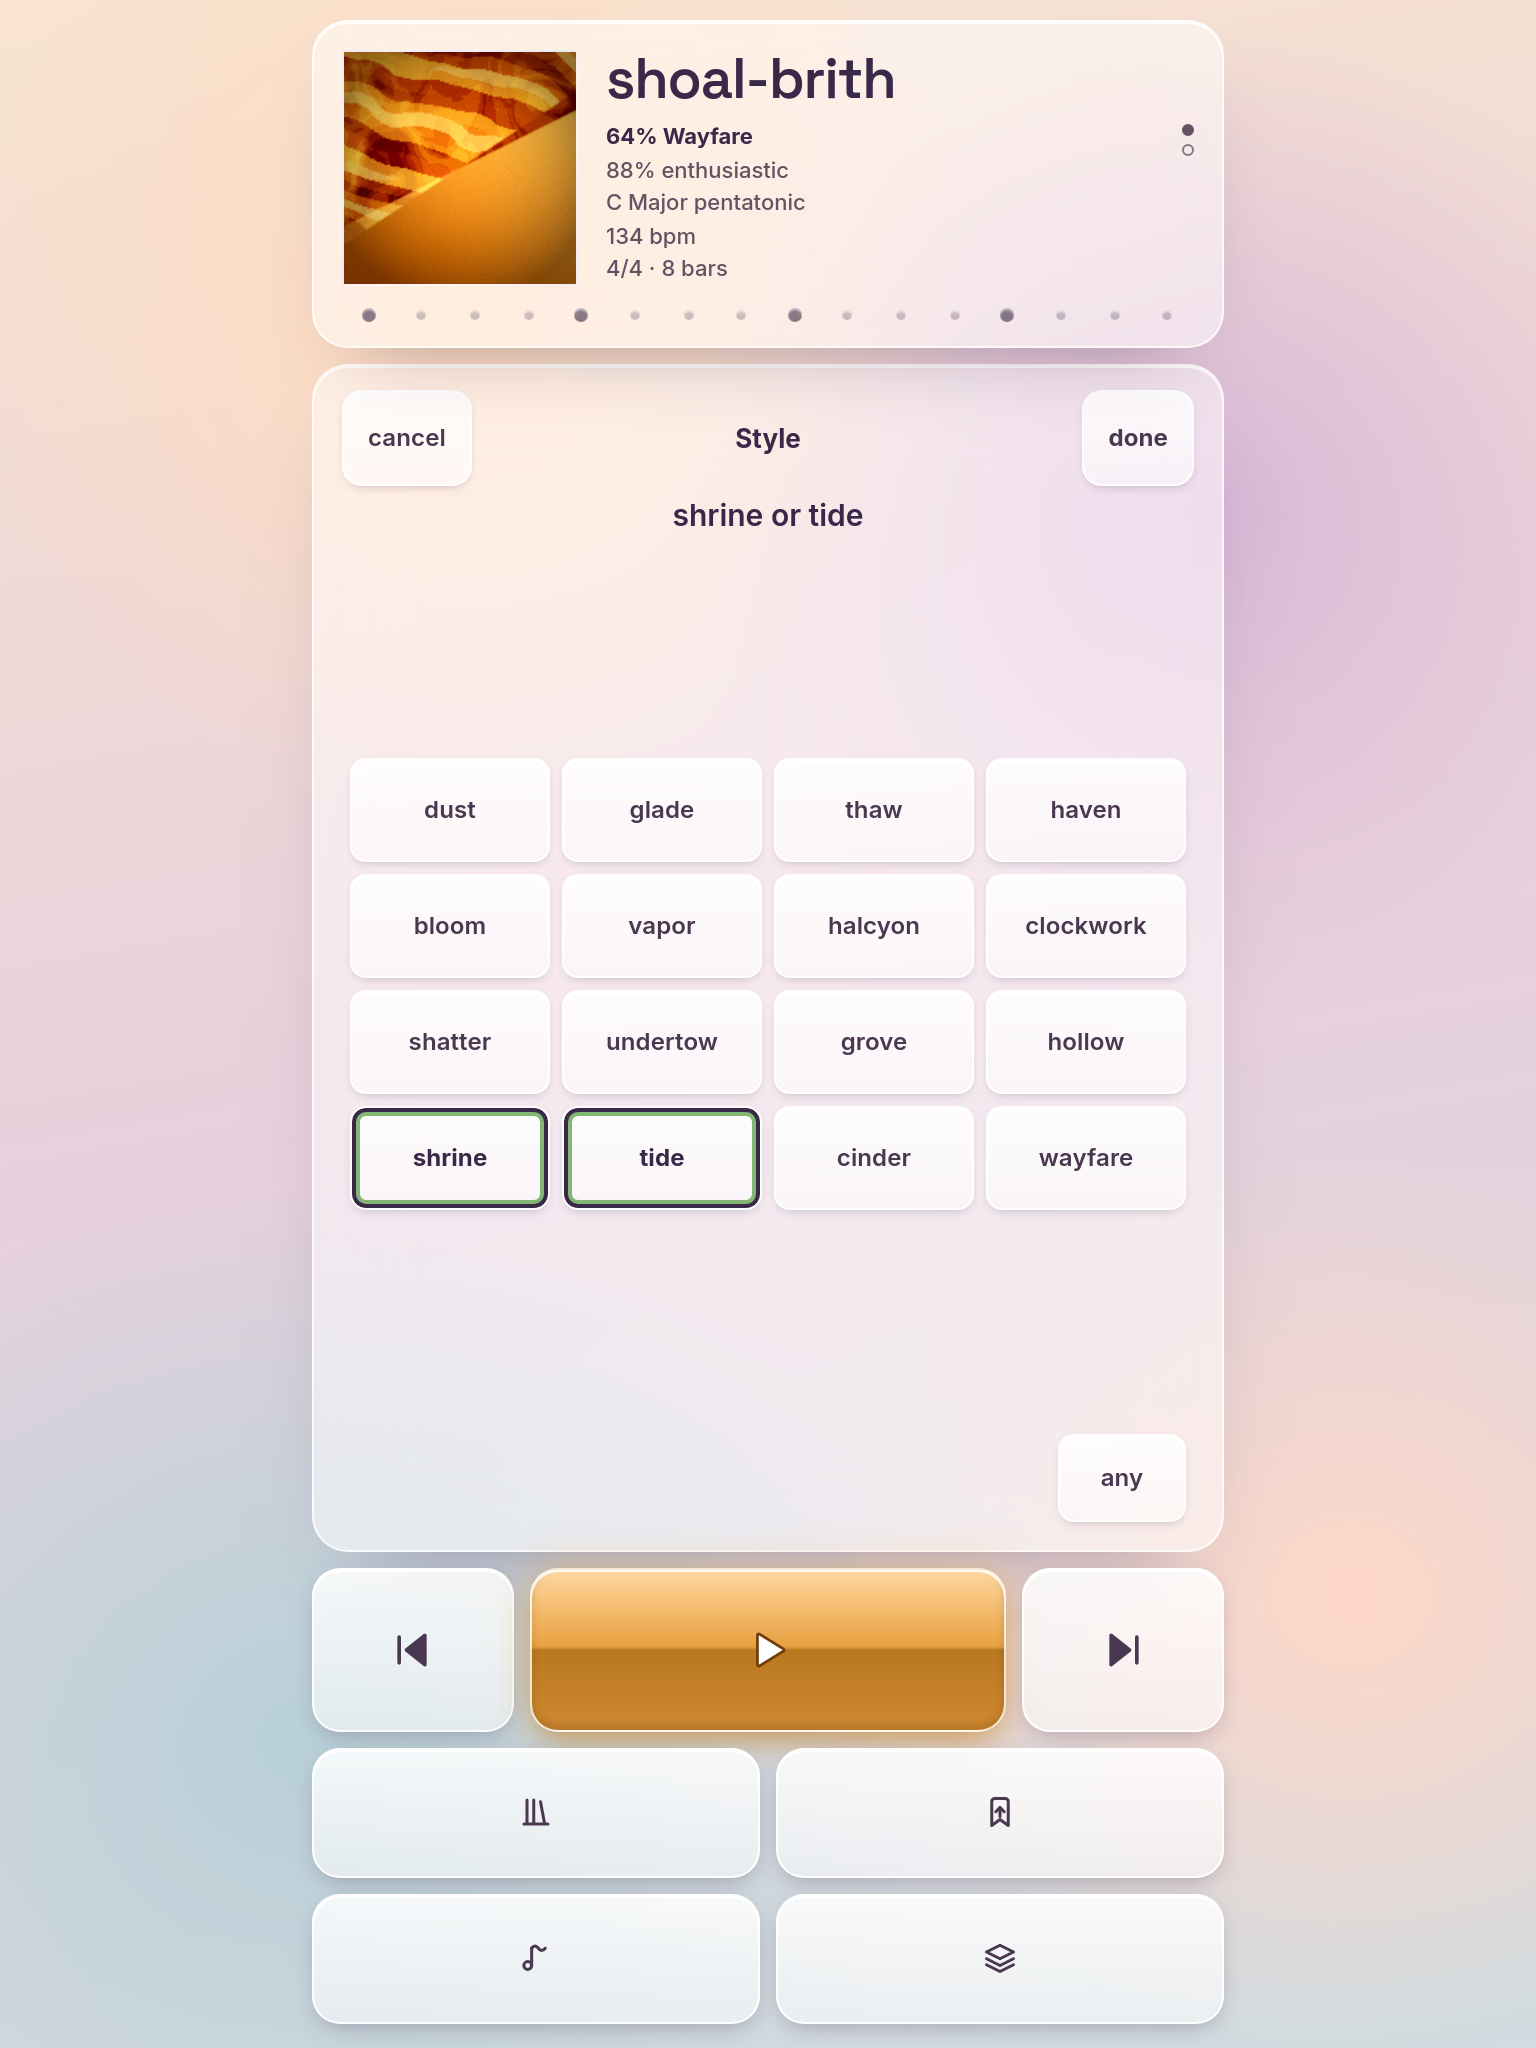 shoal-brith
64% Wayfare
88% enthusiastic
C Major pentatonic
134 bpm
4/4 · 8 bars
cancel
Style
done
shrine or tide
dust
glade
thaw
haven
bloom
vapor
halcyon
clockwork
shatter
undertow
grove
hollow
shrine
tide
cinder
wayfare
any